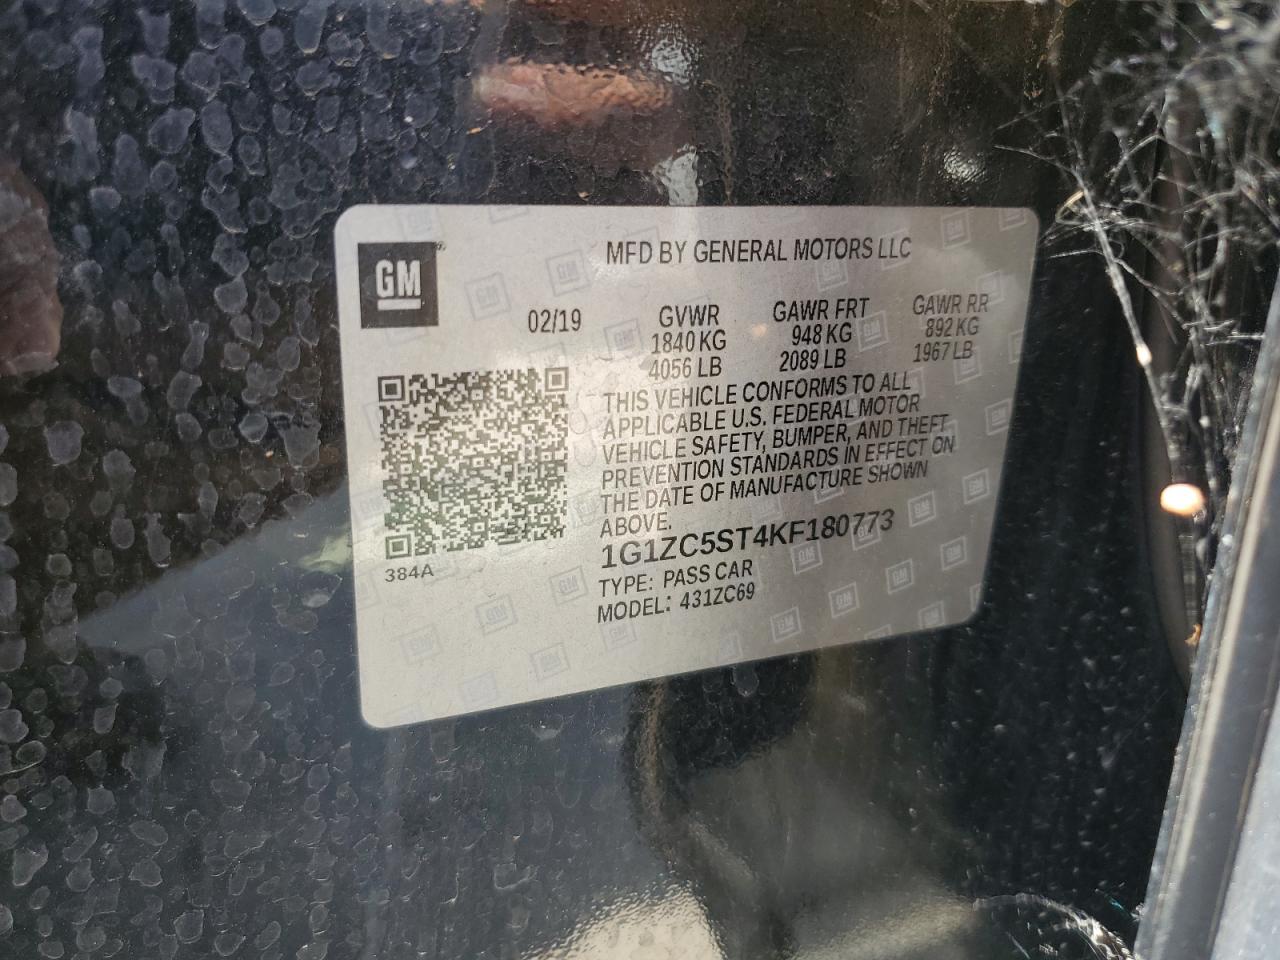 GM
MFD BY GENERAL MOTORS LLC
02/19 GVWR GAWR FRT GAWR RR
1840 KG 948 KG 892 KG
4056 LB 2089 LB 1967 LB
THIS VEHICLE CONFORMS TO ALL
APPLICABLE U.S. FEDERAL MOTOR
VEHICLE SAFETY, BUMPER, AND THEFT
PREVENTION STANDARDS IN EFFECT ON
THE DATE OF MANUFACTURE SHOWN
ABOVE.
1G1ZC5ST4KF180773
384A
TYPE: PASS CAR
MODEL: 431ZC69